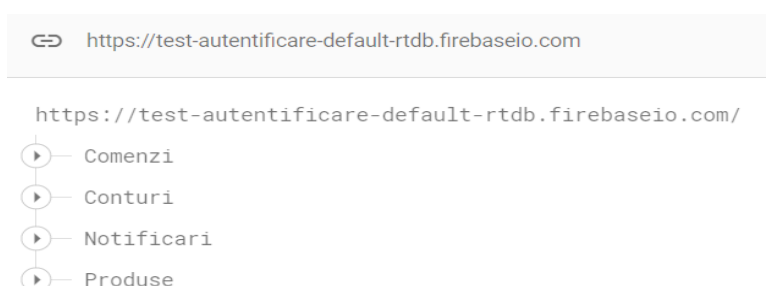 https://test-autentificare-default-rtdb.firebaseio.com
https://test-autentificare-default-rtdb.firebaseio.com/
Comenzi
Conturi
Notificari
Produse